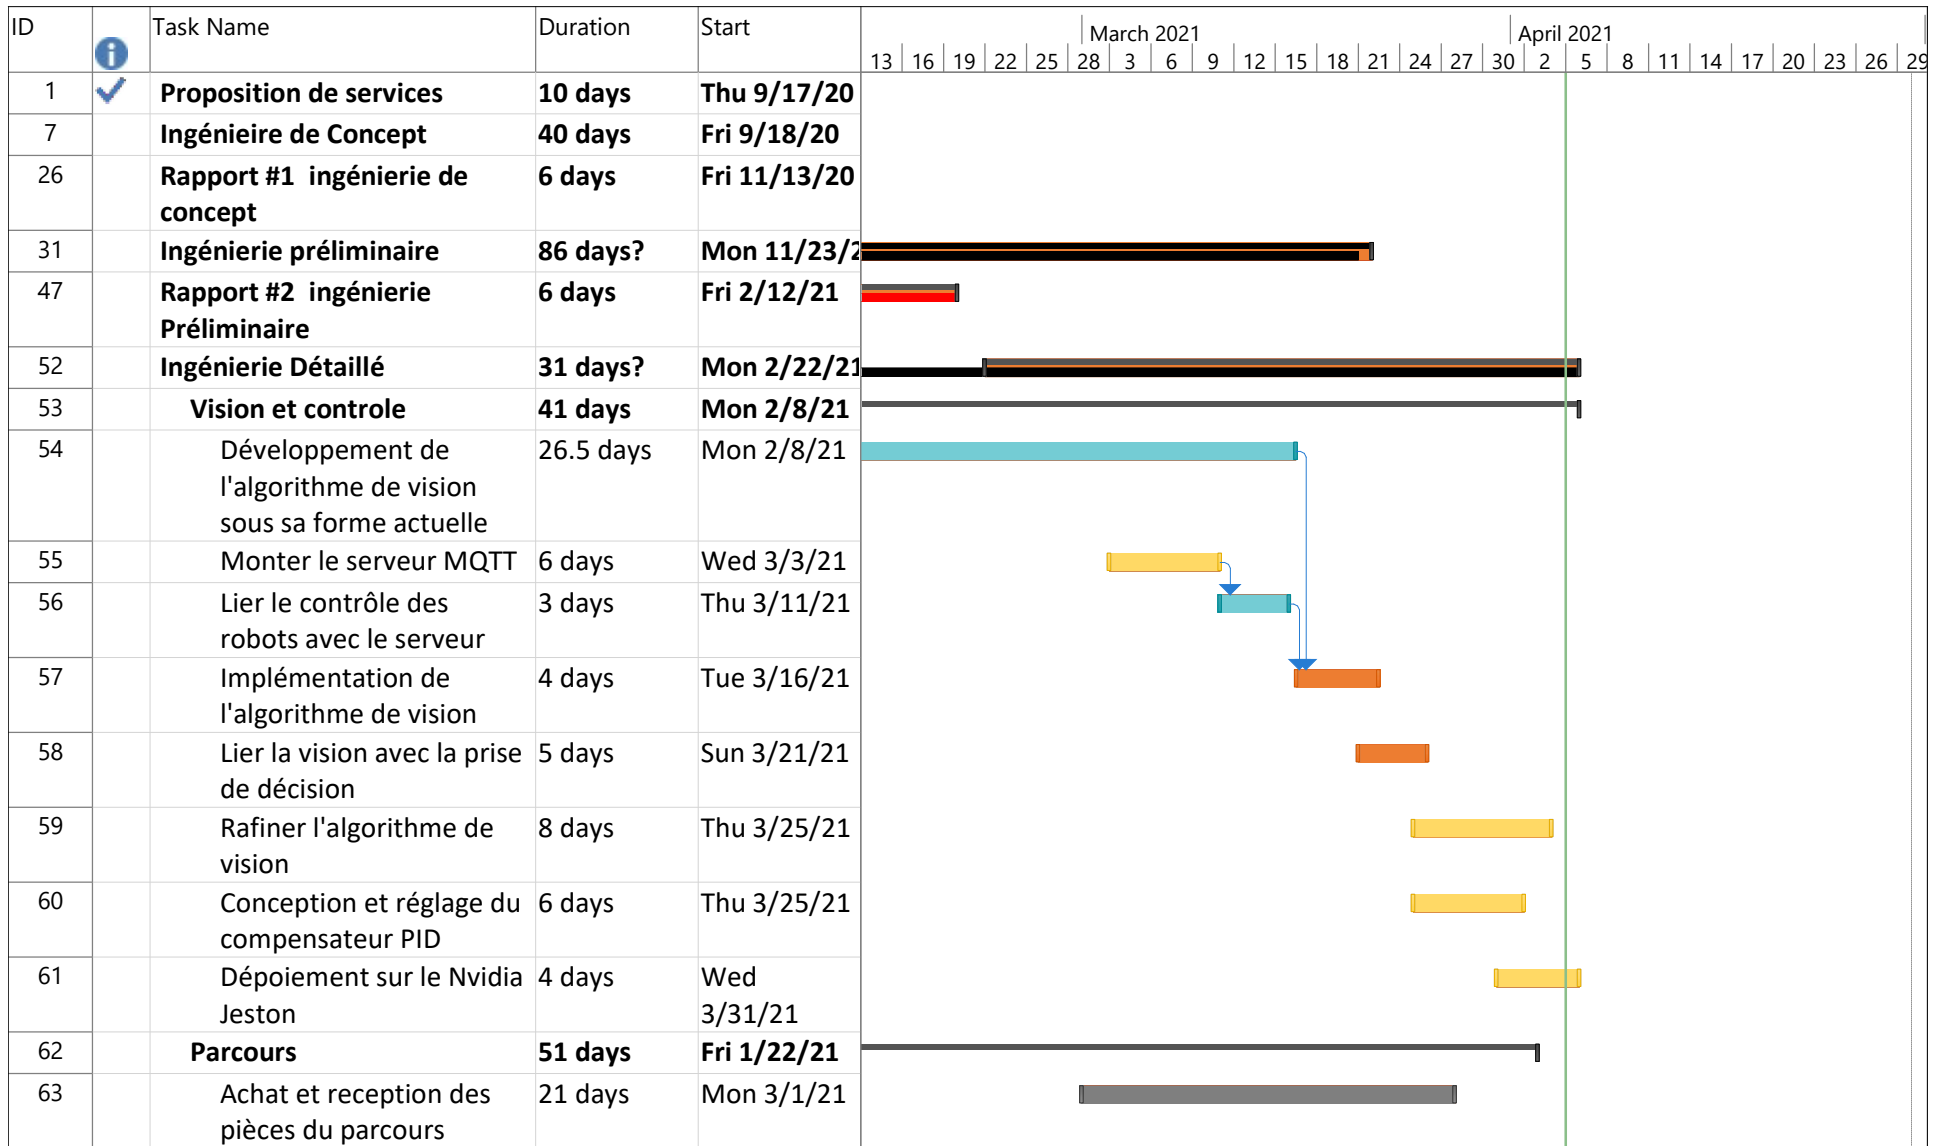 ID Task Name Duration Start March 2021 April 2021
13 16 19 22 25 28 3 6 9 12 15 18 21 24 27 30 2 5 8 11 14 17 20 23 26 29
1 Proposition de services 10 days Thu 9/17/20
7 Ingénieire de Concept 40 days Fri 9/18/20
26 Rapport #1 ingénierie de 6 days Fri 11/13/20
concept
31 Ingénierie préliminaire 86 days? Mon 11/23/2
47 Rapport #2 ingénierie 6 days Fri 2/12/21
Préliminaire
52 Ingénierie Détaillé 31 days? Mon 2/22/21
53 Vision et controle 41 days Mon 2/8/21
54 Développement de 26.5 days Mon 2/8/21
l'algorithme de vision
sous sa forme actuelle
55 Monter le serveur MQTT 6 days Wed 3/3/21
56 Lier le contrôle des 3 days Thu 3/11/21
robots avec le serveur
57 Implémentation de 4 days Tue 3/16/21
l'algorithme de vision
58 Lier la vision avec la prise 5 days Sun 3/21/21
de décision
59 Rafiner l'algorithme de 8 days Thu 3/25/21
vision
60 Conception et réglage du 6 days Thu 3/25/21
compensateur PID
61 Dépoiement sur le Nvidia 4 days Wed
Jeston 3/31/21
62 Parcours 51 days Fri 1/22/21
63 Achat et reception des 21 days Mon 3/1/21
pièces du parcours